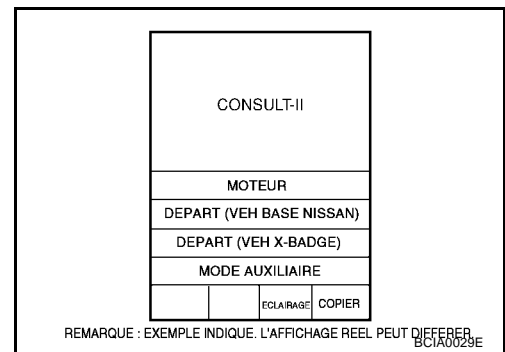 CONSULT-II
MOTEUR
DEPART (VEH BASE NISSAN)
DEPART (VEH X-BADGE)
MODE AUXILIAIRE
ECLAIRAGE COPIER
REMARQUE : EXEMPLE INDIQUE. L'AFFICHAGE REEL PEUT DIFFERER.
BCIA0029E